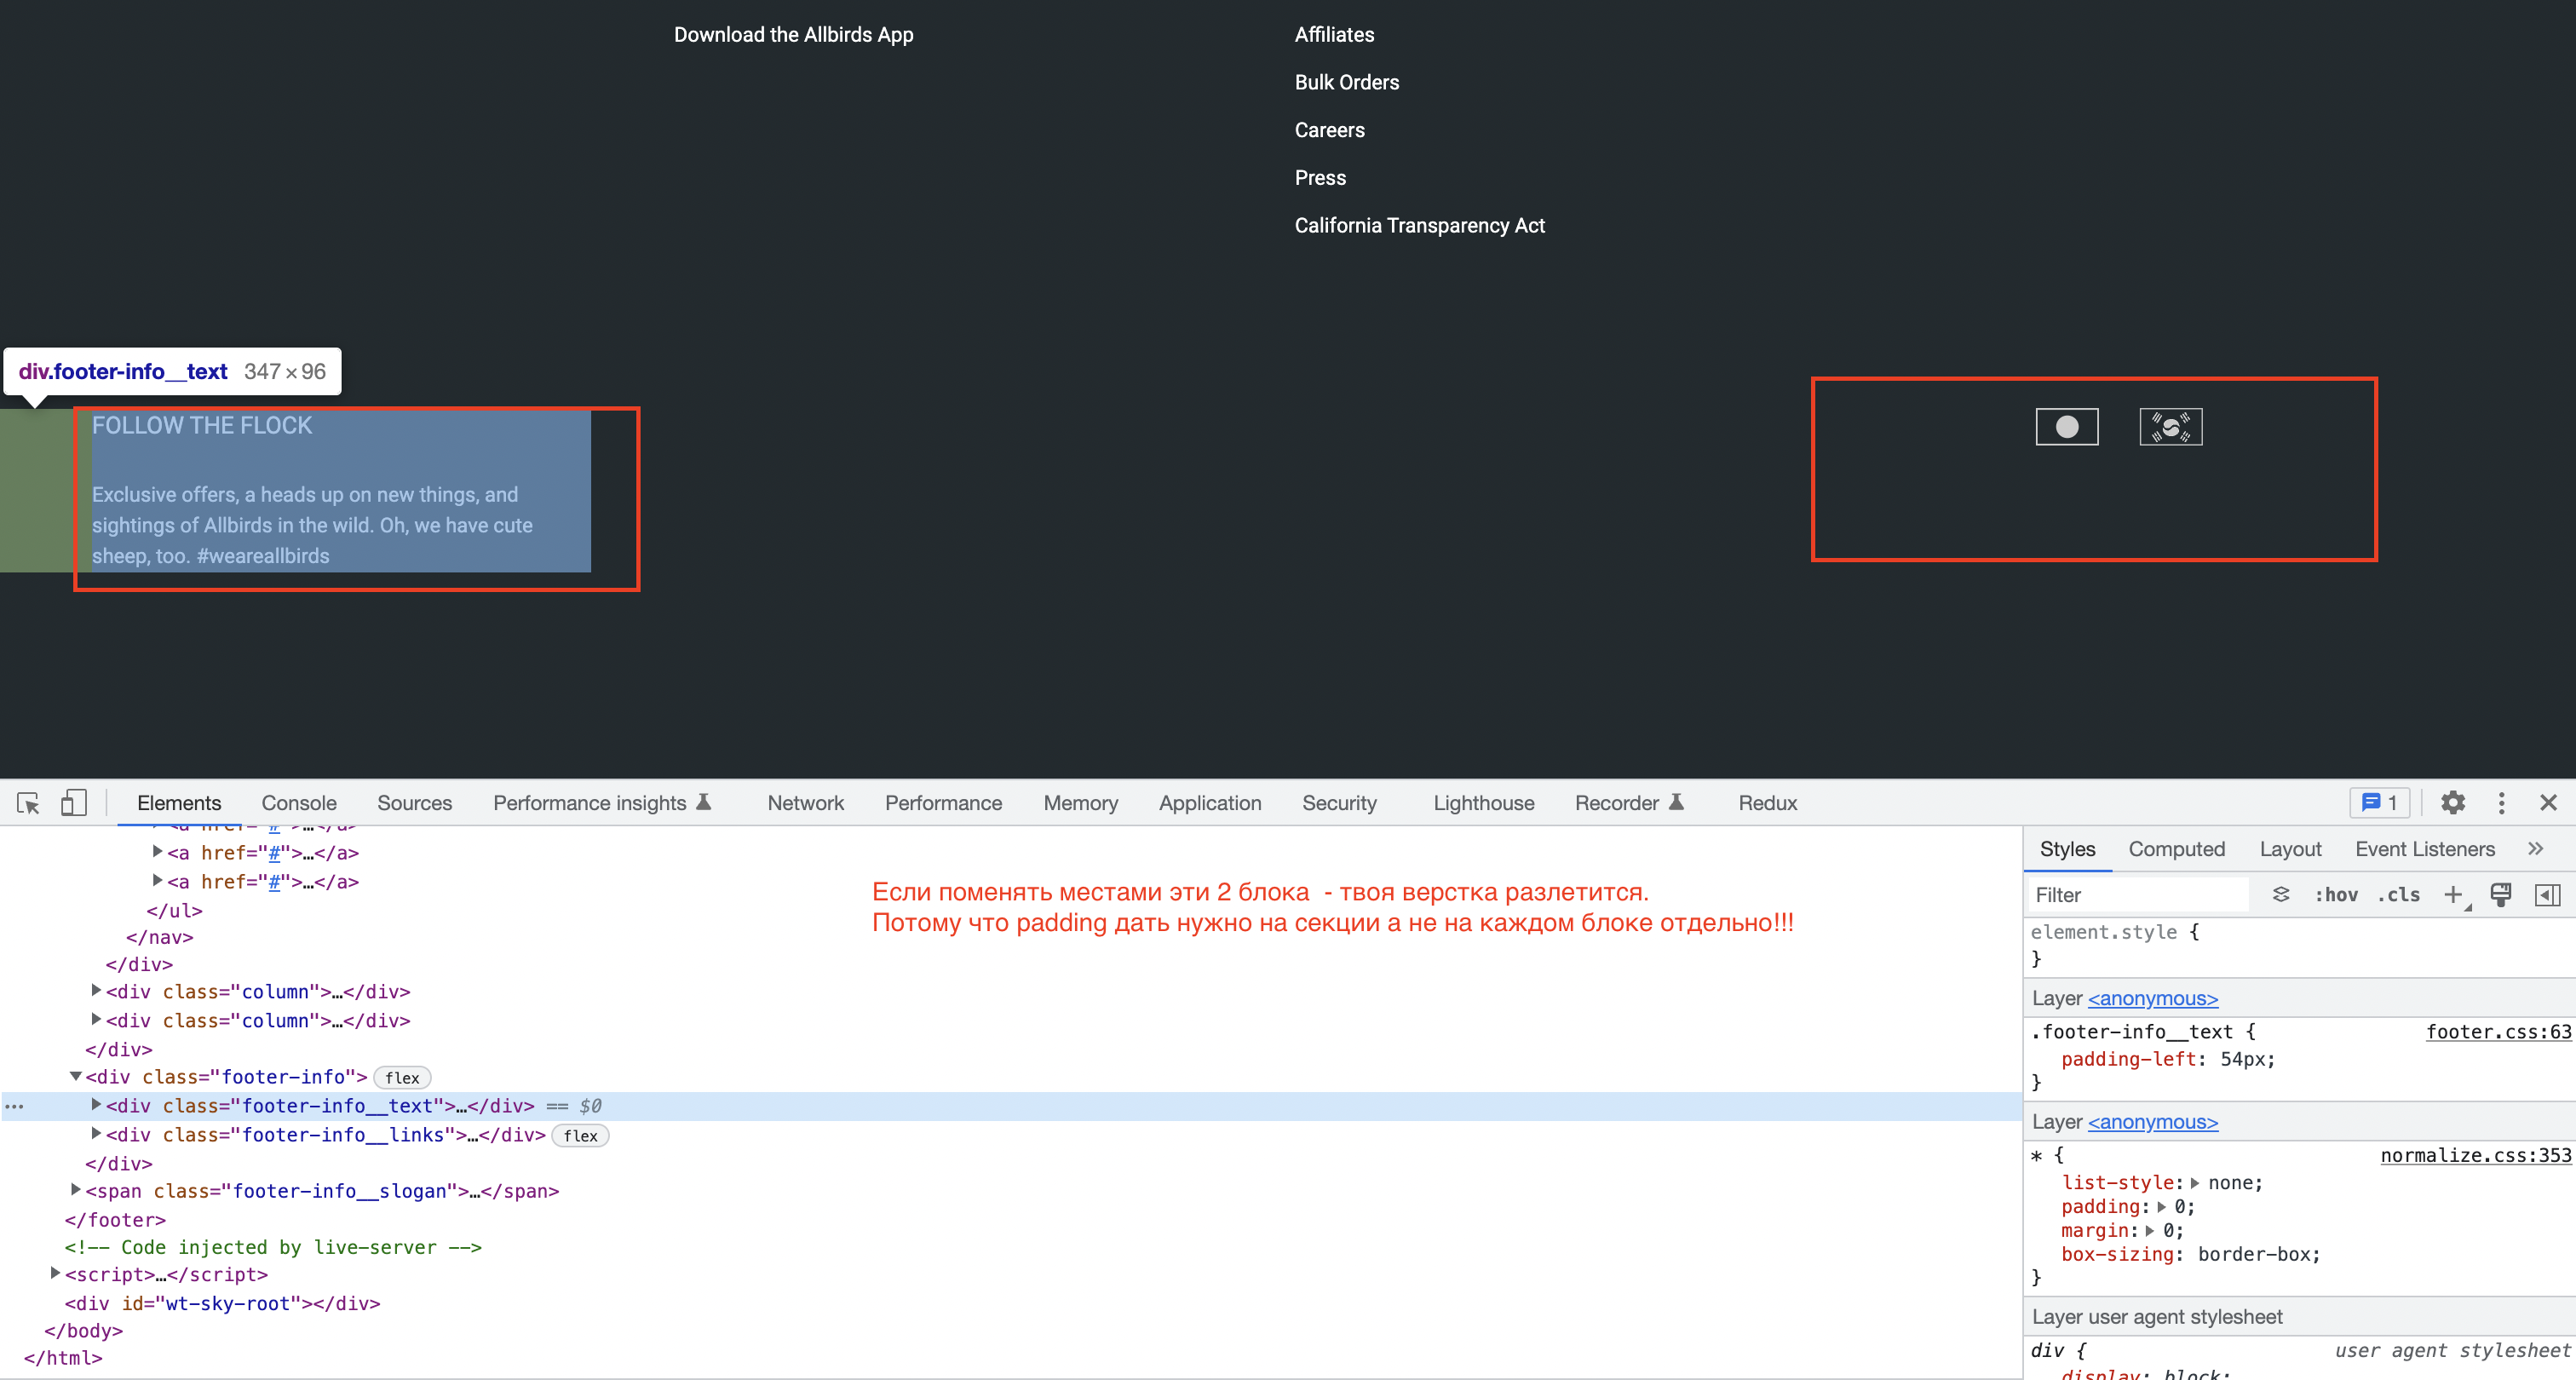 Download the Allbirds App
Affiliates
Bulk Orders
Careers
Press
California Transparency Act
div.footer-info__text 347 × 96
FOLLOW THE FLOCK
Exclusive offers, a heads up on new things, and
sightings of Allbirds in the wild. Oh, we have cute
sheep, too. #weareallbirds
Elements Console Sources Performance insights Network Performance Memory Application Security Lighthouse Recorder Redux 1
<a href="#">…</a>
<a href="#">…</a>
<a href="#">…</a>
</ul>
</nav>
</div>
<div class="column">…</div>
<div class="column">…</div>
</div>
<div class="footer-info"> flex
… <div class="footer-info__text">…</div> == $0
<div class="footer-info__links">…</div> flex
</div>
<span class="footer-info__slogan">…</span>
</footer>
<!-- Code injected by live-server -->
<script>…</script>
<div id="wt-sky-root"></div>
</body>
</html>
Если поменять местами эти 2 блока - твоя верстка разлетится.
Потому что padding дать нужно на секции а не на каждом блоке отдельно!!!
Styles Computed Layout Event Listeners »
Filter :hov .cls +
element.style {
}
Layer <anonymous>
.footer-info__text { footer.css:63
padding-left: 54px;
}
Layer <anonymous>
* { normalize.css:353
list-style: none;
padding: 0;
margin: 0;
box-sizing: border-box;
}
Layer user agent stylesheet
div { user agent stylesheet
display: block;